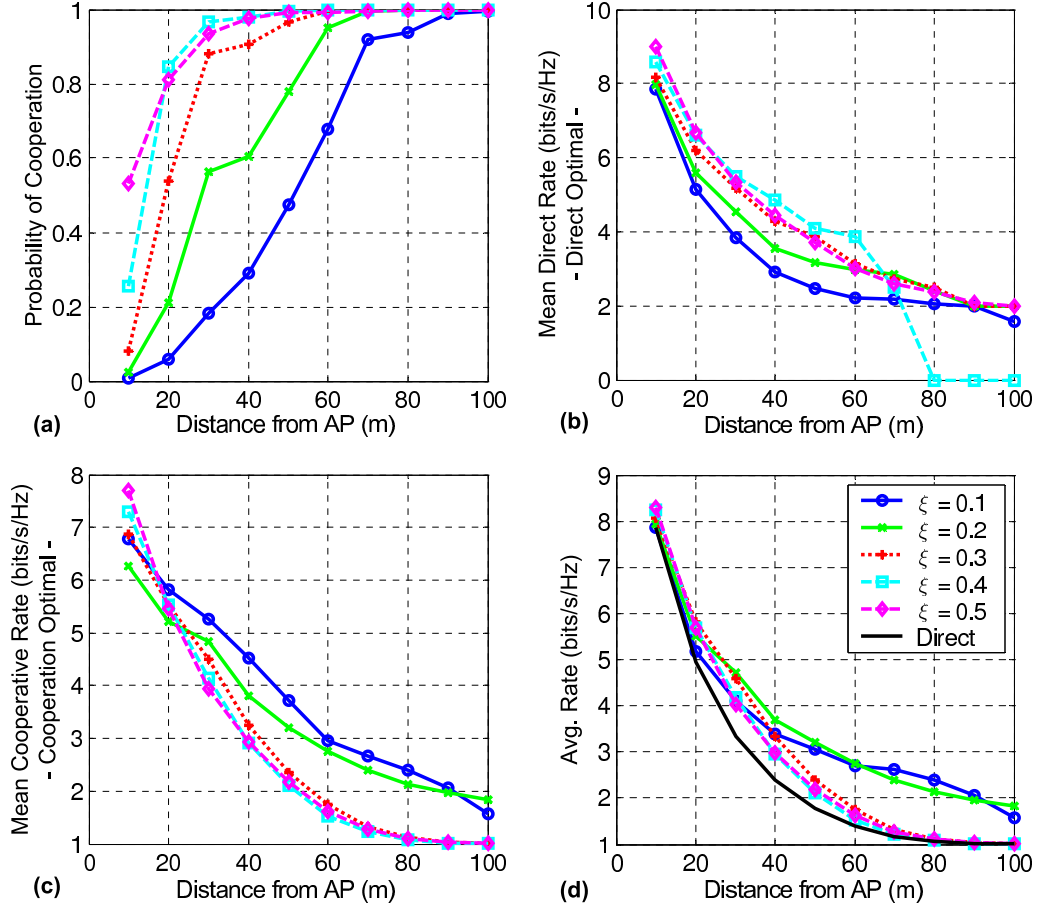 Probability of Cooperation
1
0.8
0.6
0.4
0.2
0
0 20 40 60 80 100
Distance from AP (m)
(a)
Mean Direct Rate (bits/s/Hz)
- Direct Optimal -
10
8
6
4
2
0
0 20 40 60 80 100
Distance from AP (m)
(b)
Mean Cooperative Rate (bits/s/Hz)
- Cooperation Optimal -
8
7
6
5
4
3
2
1
0 20 40 60 80 100
Distance from AP (m)
(c)
Avg. Rate (bits/s/Hz)
9
8
7
6
5
4
3
2
1
0 20 40 60 80 100
Distance from AP (m)
(d)
ξ = 0.1
ξ = 0.2
ξ = 0.3
ξ = 0.4
ξ = 0.5
Direct